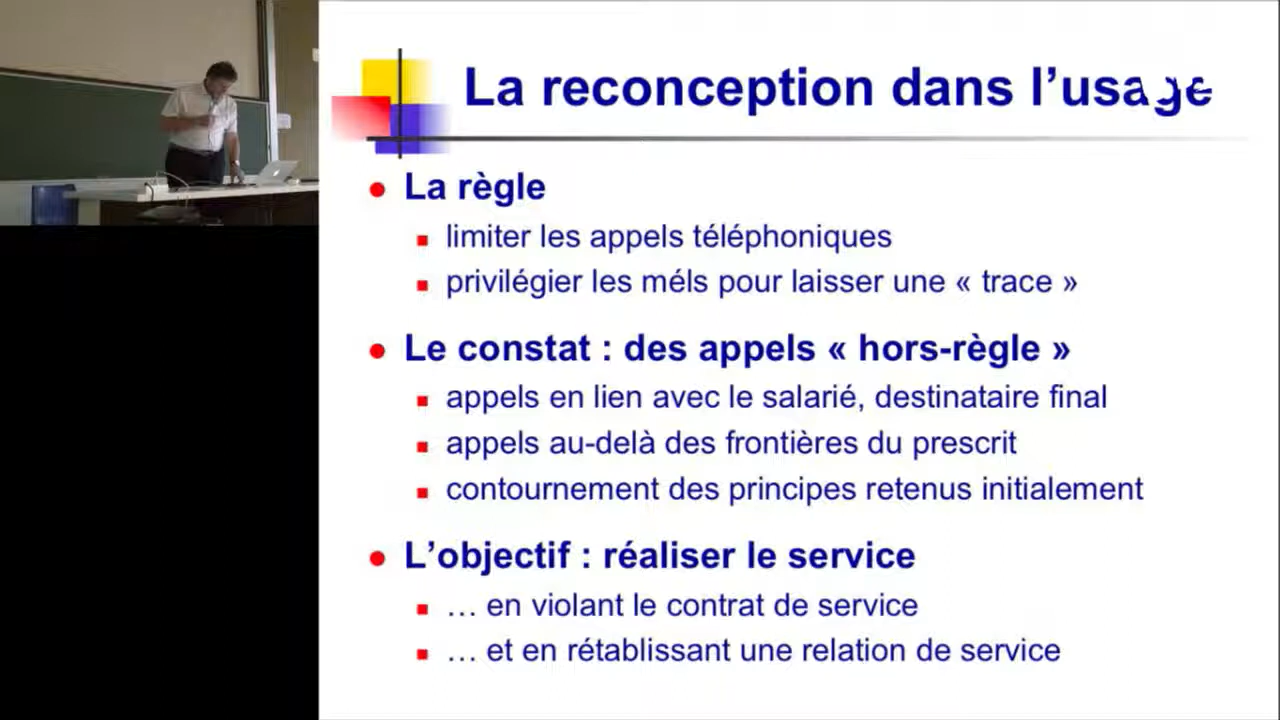 La reconception dans l’usage
La règle
limiter les appels téléphoniques
privilégier les méls pour laisser une « trace »
Le constat : des appels « hors-règle »
appels en lien avec le salarié, destinataire final
appels au-delà des frontières du prescrit
contournement des principes retenus initialement
L’objectif : réaliser le service
… en violant le contrat de service
… et en rétablissant une relation de service